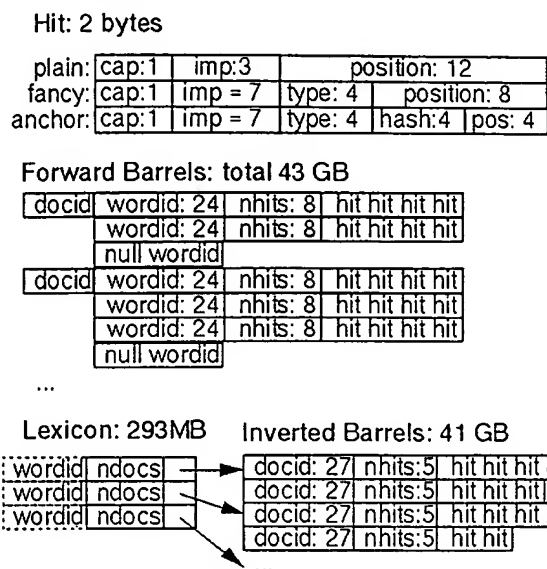 Hit: 2 bytes
plain: cap:1 imp:3 position: 12
fancy: cap:1 imp = 7 type: 4 position: 8
anchor: cap:1 imp = 7 type: 4 hash:4 pos: 4
Forward Barrels: total 43 GB
docid wordid: 24 nhits: 8 hit hit hit hit
wordid: 24 nhits: 8 hit hit hit hit
null wordid
docid wordid: 24 nhits: 8 hit hit hit hit
wordid: 24 nhits: 8 hit hit hit hit
wordid: 24 nhits: 8 hit hit hit hit
null wordid
...
Lexicon: 293MB Inverted Barrels: 41 GB
wordid ndocs docid: 27 nhits:5 hit hit hit
wordid ndocs docid: 27 nhits:5 hit hit hit
wordid ndocs docid: 27 nhits:5 hit hit hit
docid: 27 nhits:5 hit hit
...